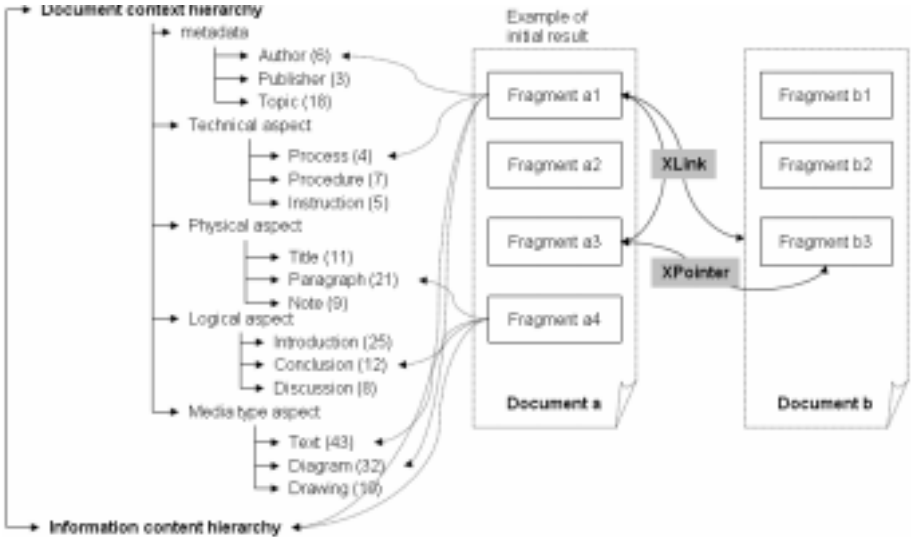 Document context hierarchy
metadata
Author (6)
Publisher (3)
Topic (18)
Technical aspect
Process (4)
Procedure (7)
Instruction (5)
Physical aspect
Title (11)
Paragraph (21)
Note (9)
Logical aspect
Introduction (25)
Conclusion (12)
Discussion (8)
Media type aspect
Text (43)
Diagram (32)
Drawing
Information content hierarchy
Example of
initial result
Fragment a1
Fragment a2
Fragment a3
Fragment a4
Document a
XLink
XPointer
Fragment b1
Fragment b2
Fragment b3
Document b